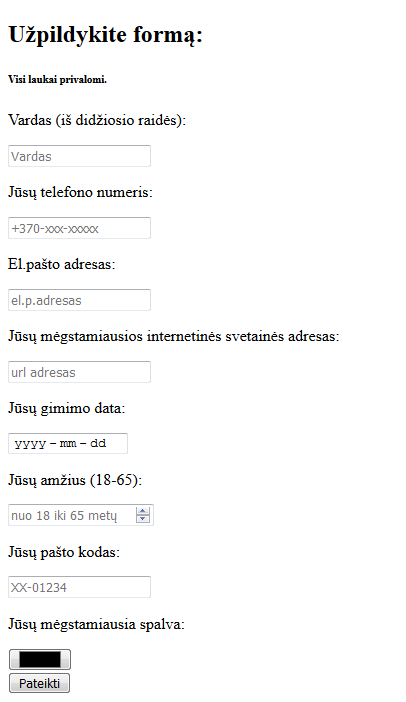 Užpildykite formą:
Visi laukai privalomi.
Vardas (iš didžiosio raidės):
Vardas
Jūsų telefono numeris:
+370-xxx-xxxxx
El.pašto adresas:
el.p.adresas
Jūsų mėgstamiausios internetinės svetainės adresas:
url adresas
Jūsų gimimo data:
yyyy - mm - dd
Jūsų amžius (18-65):
nuo 18 iki 65 metų
Jūsų pašto kodas:
XX-01234
Jūsų mėgstamiausia spalva:
Pateikti